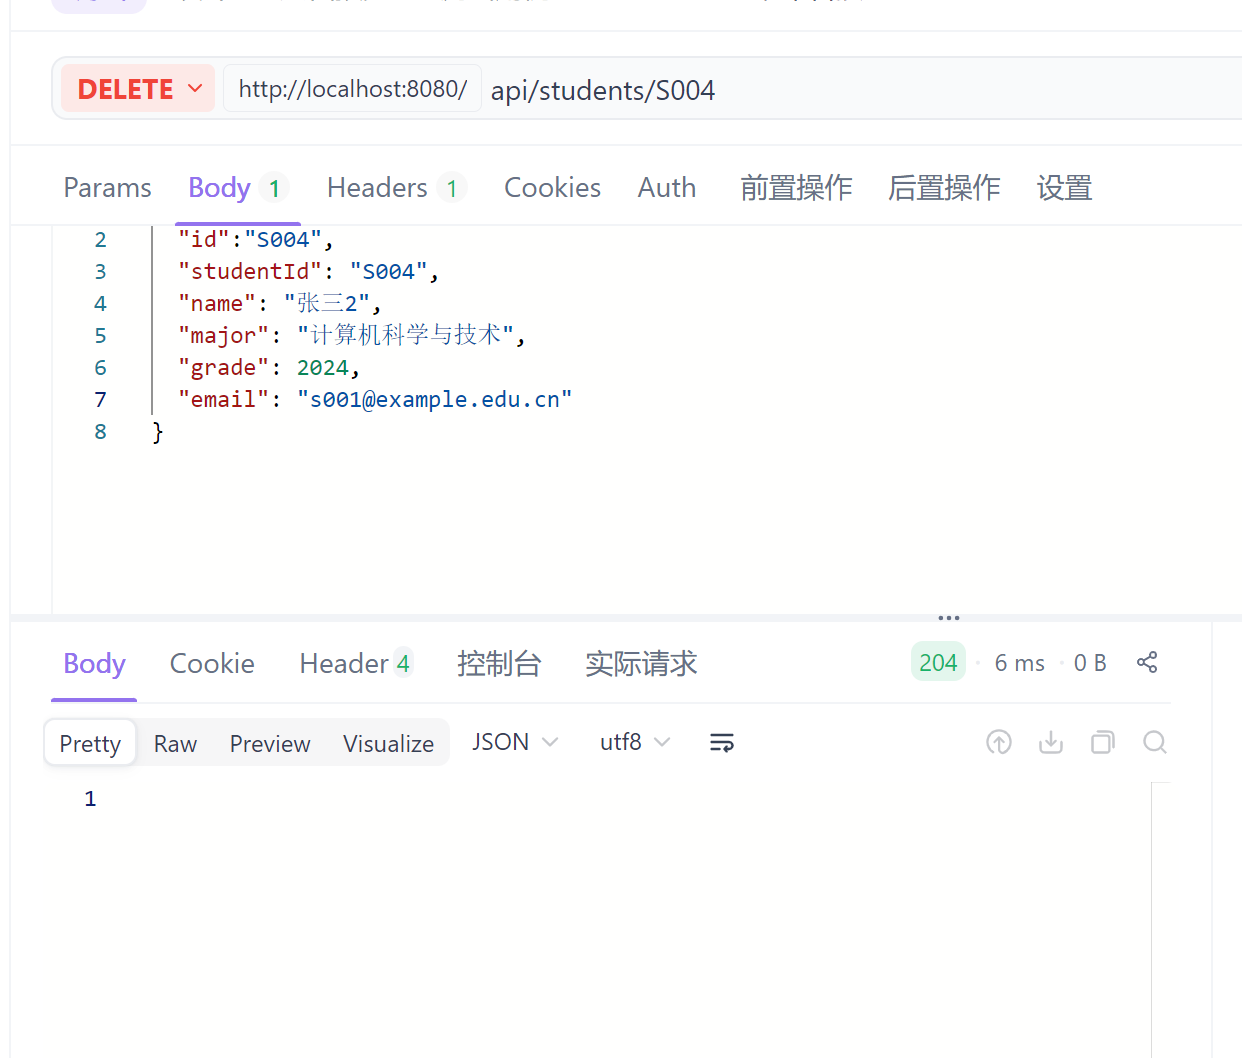 DELETE http://localhost:8080/ api/students/S004
Params Body 1 Headers 1 Cookies Auth 前置操作 后置操作 设置
2 "id":"S004",
3 "studentId": "S004",
4 "name": "张三2",
5 "major": "计算机科学与技术",
6 "grade": 2024,
7 "email": "s001@example.edu.cn"
8 }
Body Cookie Header 4 控制台 实际请求 204 6 ms 0 B
Pretty Raw Preview Visualize JSON utf8
1